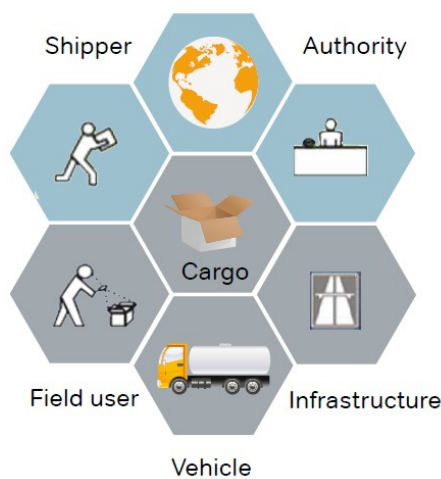 Shipper
Authority
Cargo
Field user
Infrastructure
Vehicle